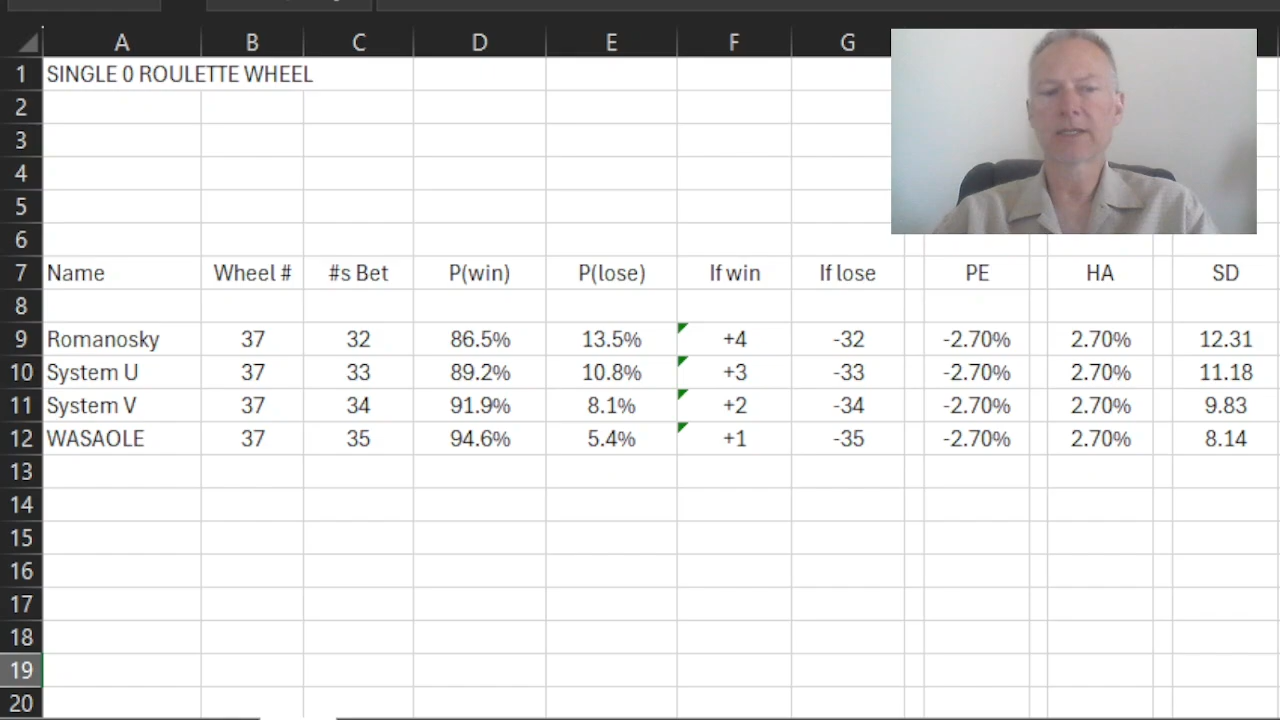 A B C D E F G
1 SINGLE 0 ROULETTE WHEEL
2
3
4
5
6
7 Name Wheel # #s Bet P(win) P(lose) If win If lose PE HA SD
8
9 Romanosky 37 32 86.5% 13.5% +4 -32 -2.70% 2.70% 12.31
10 System U 37 33 89.2% 10.8% +3 -33 -2.70% 2.70% 11.18
11 System V 37 34 91.9% 8.1% +2 -34 -2.70% 2.70% 9.83
12 WASAOLE 37 35 94.6% 5.4% +1 -35 -2.70% 2.70% 8.14
13
14
15
16
17
18
19
20